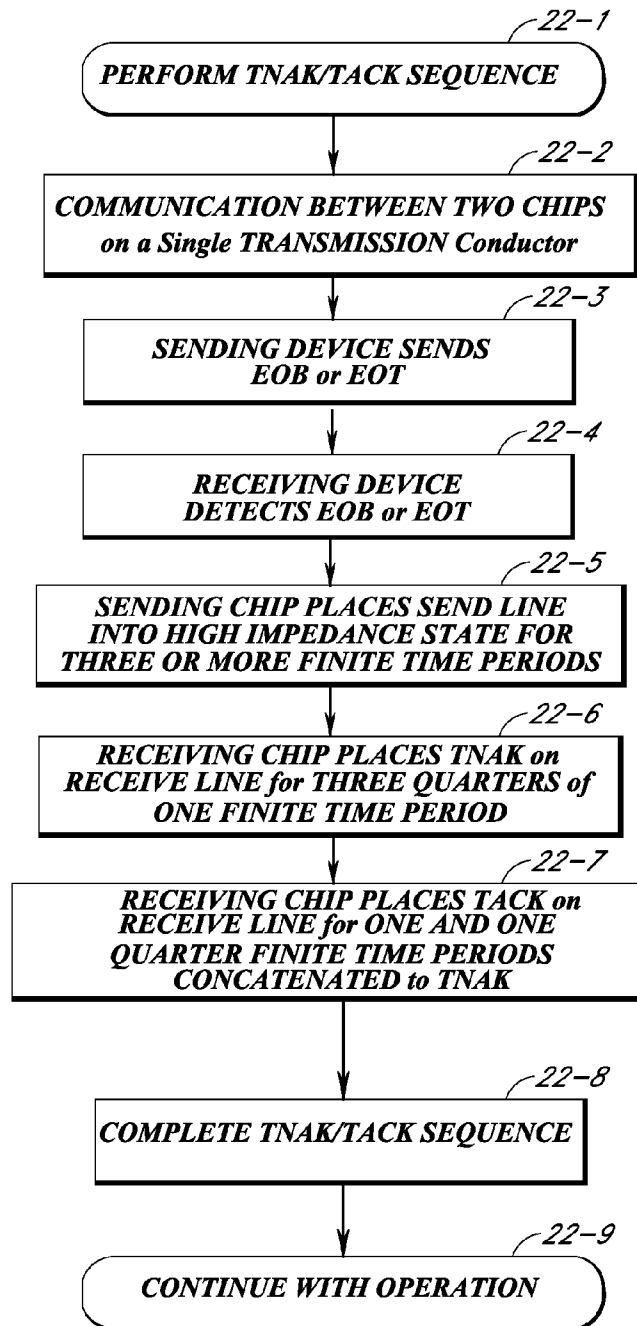 22-1
PERFORM TNAK/TACK SEQUENCE
22-2
COMMUNICATION BETWEEN TWO CHIPS
on a Single TRANSMISSION Conductor
22-3
SENDING DEVICE SENDS
EOB or EOT
22-4
RECEIVING DEVICE
DETECTS EOB or EOT
22-5
SENDING CHIP PLACES SEND LINE
INTO HIGH IMPEDANCE STATE FOR
THREE OR MORE FINITE TIME PERIODS
22-6
RECEIVING CHIP PLACES TNAK on
RECEIVE LINE for THREE QUARTERS of
ONE FINITE TIME PERIOD
22-7
RECEIVING CHIP PLACES TACK on
RECEIVE LINE for ONE AND ONE
QUARTER FINITE TIME PERIODS
CONCATENATED to TNAK
22-8
COMPLETE TNAK/TACK SEQUENCE
22-9
CONTINUE WITH OPERATION